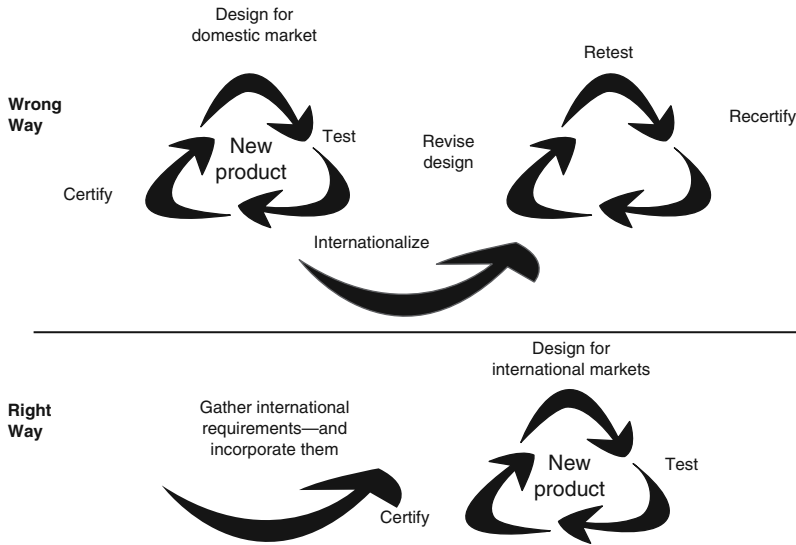 Design for
domestic market
Wrong
Way
New
product
Test
Certify
Retest
Revise
design
Recertify
Internationalize
Right
Way
Gather international
requirements—and
incorporate them
Design for
international markets
New
product
Test
Certify